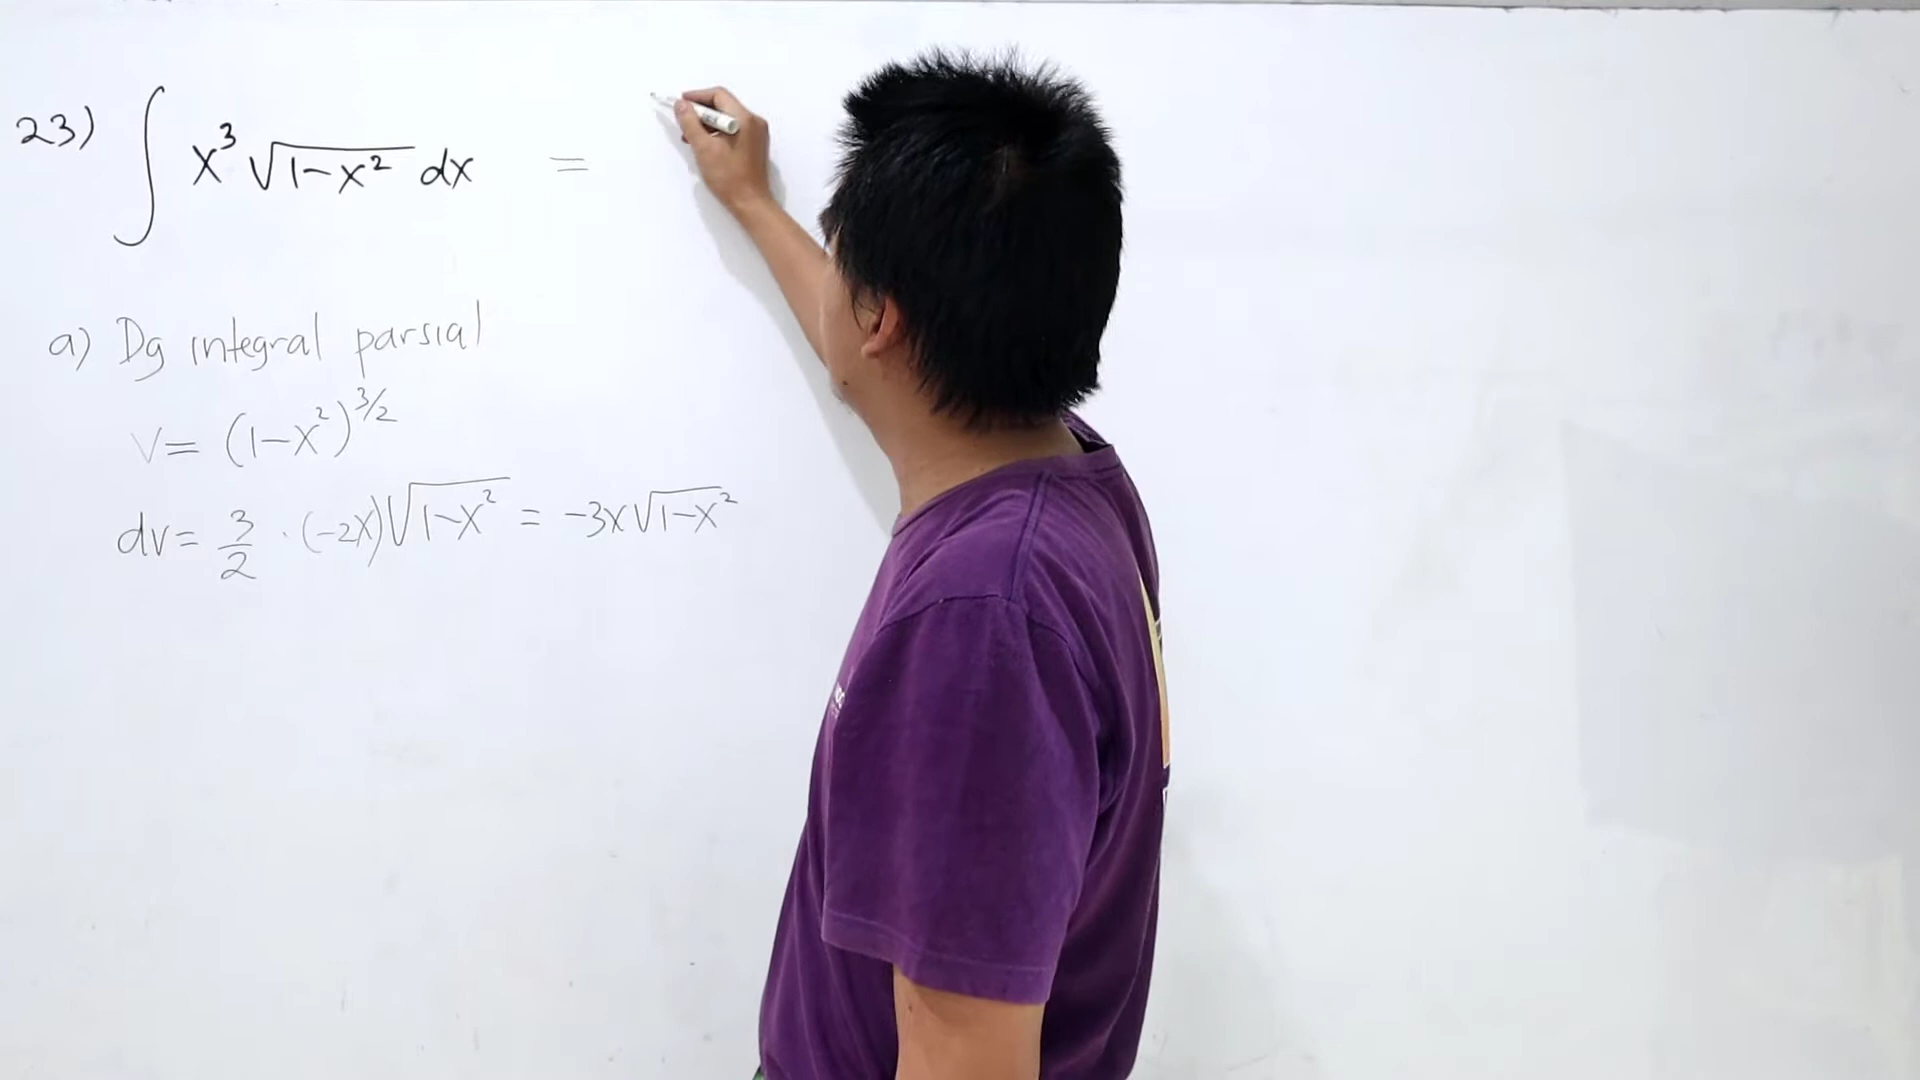 23) ∫ x³ √(1-x²) dx =
a) Dg integral parsial
v = (1-x²)^3/2
dv = 3/2 · (-2x)√(1-x²) = -3x√(1-x²)